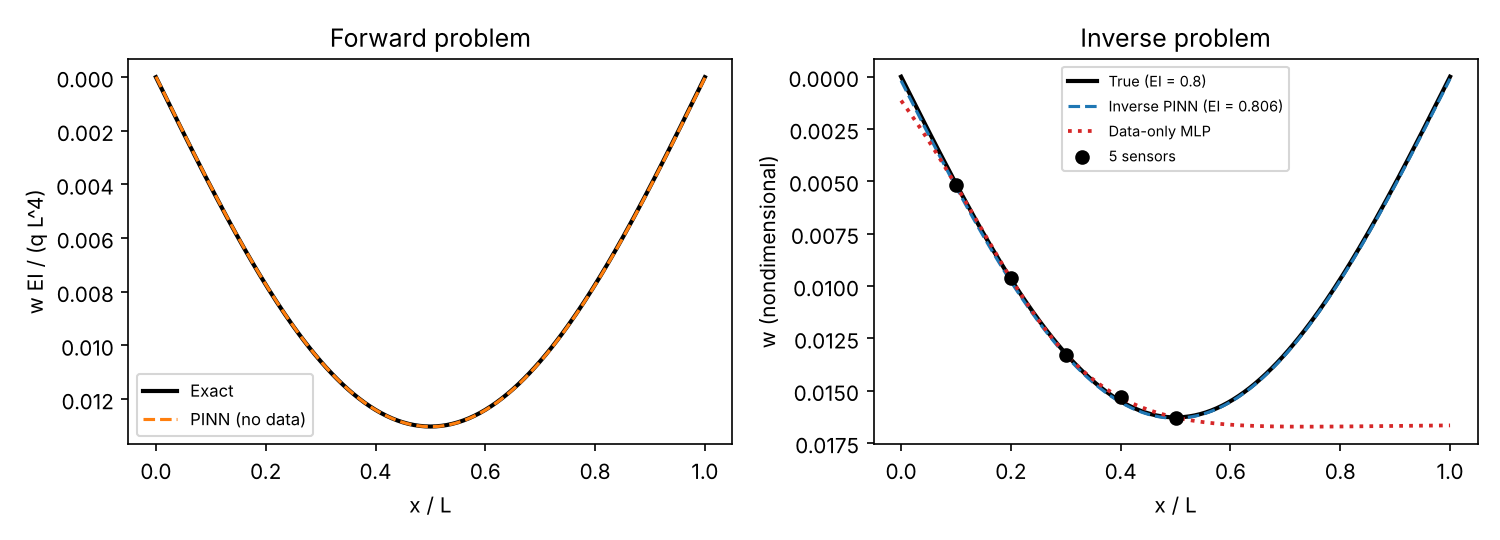 Forward problem
0.000
0.002
0.004
0.006
0.008
0.010
0.012
w EI / (q L^4)
Exact
PINN (no data)
0.0
0.2
0.4
0.6
0.8
1.0
x / L
Inverse problem
0.0000
0.0025
0.0050
0.0075
0.0100
0.0125
0.0150
0.0175
w (nondimensional)
True (EI = 0.8)
Inverse PINN (EI = 0.806)
Data-only MLP
5 sensors
0.0
0.2
0.4
0.6
0.8
1.0
x / L